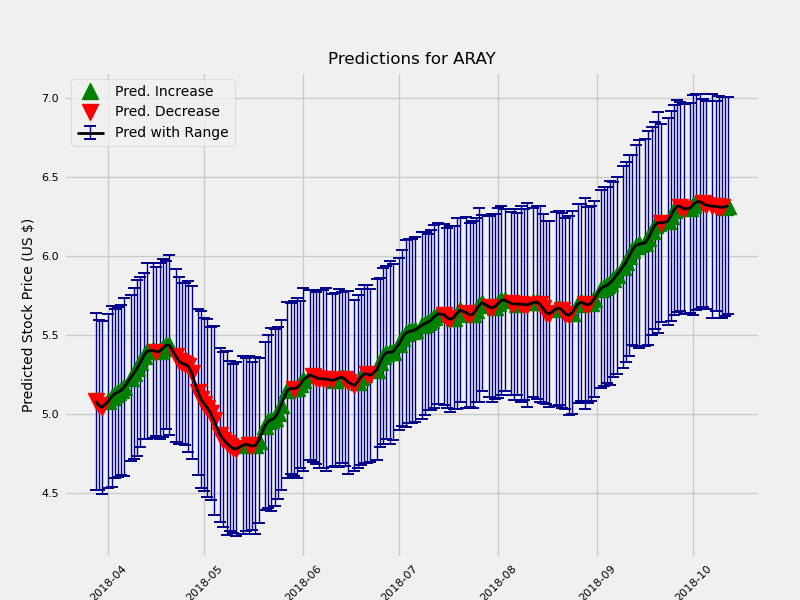 Predictions for ARAY
Pred. Increase
Pred. Decrease
Pred with Range
Predicted Stock Price (US $)
7.0
6.5
6.0
5.5
5.0
4.5
2018-04
2018-05
2018-06
2018-07
2018-08
2018-09
2018-10